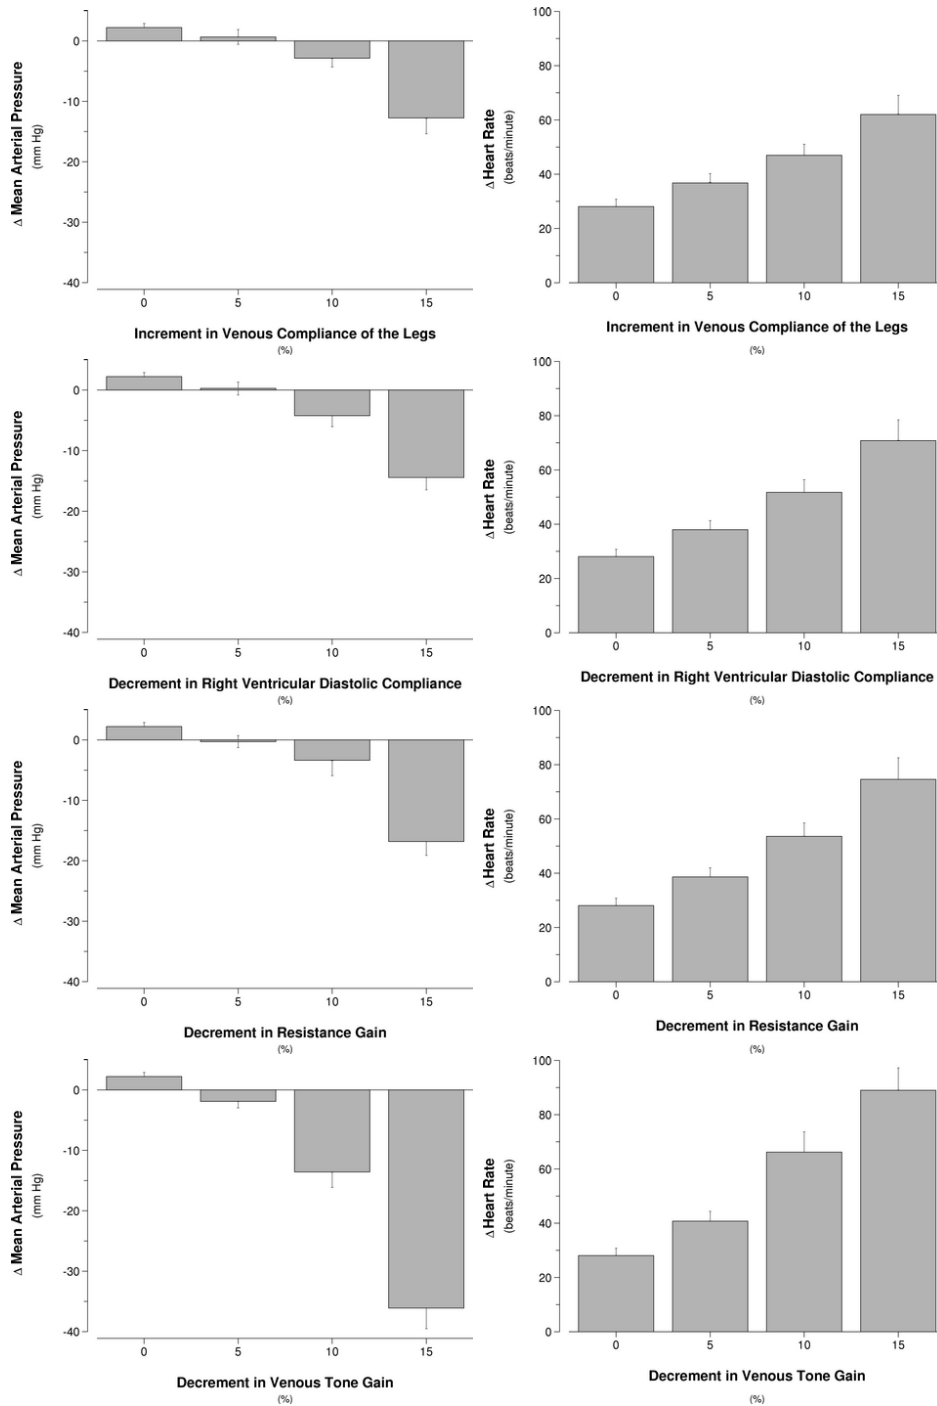 Δ Mean Arterial Pressure
(mm Hg)
0
-10
-20
-30
-40
0 5 10 15
Increment in Venous Compliance of the Legs
(%)
Δ Heart Rate
(beats/minute)
100
80
60
40
20
0
0 5 10 15
Increment in Venous Compliance of the Legs
(%)
Δ Mean Arterial Pressure
(mm Hg)
0
-10
-20
-30
-40
0 5 10 15
Decrement in Right Ventricular Diastolic Compliance
(%)
Δ Heart Rate
(beats/minute)
100
80
60
40
20
0
0 5 10 15
Decrement in Right Ventricular Diastolic Compliance
(%)
Δ Mean Arterial Pressure
(mm Hg)
0
-10
-20
-30
-40
0 5 10 15
Decrement in Resistance Gain
(%)
Δ Heart Rate
(beats/minute)
100
80
60
40
20
0
0 5 10 15
Decrement in Resistance Gain
(%)
Δ Mean Arterial Pressure
(mm Hg)
0
-10
-20
-30
-40
0 5 10 15
Decrement in Venous Tone Gain
(%)
Δ Heart Rate
(beats/minute)
100
80
60
40
20
0
0 5 10 15
Decrement in Venous Tone Gain
(%)